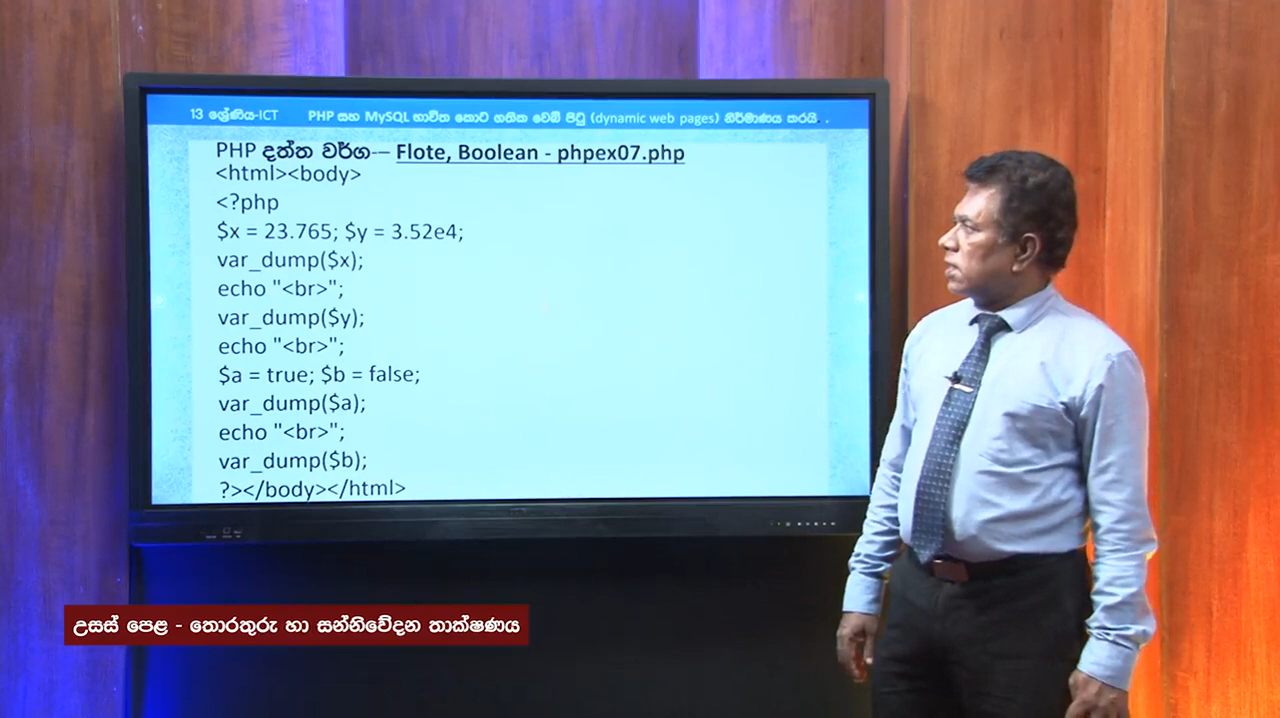 13 ශ්‍රේණිය-ICT PHP සහ MySQL භාවිත කොට ගතික වෙබ් පිටු (dynamic web pages) නිර්මාණය කරයි. .
PHP දත්ත වර්ග-– Flote, Boolean - phpex07.php
<html><body>
<?php
$x = 23.765; $y = 3.52e4;
var_dump($x);
echo "<br>";
var_dump($y);
echo "<br>";
$a = true; $b = false;
var_dump($a);
echo "<br>";
var_dump($b);
?></body></html>
උසස් පෙළ - තොරතුරු හා සන්නිවේදන තාක්ෂණය